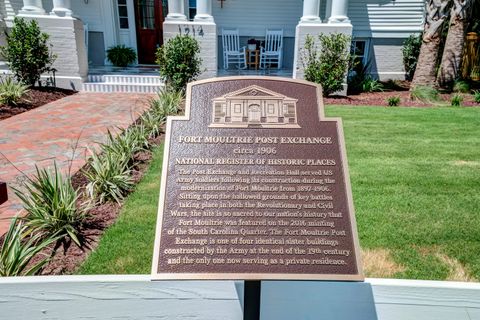 1214
FORT MOULTRIE POST EXCHANGE
circa 1906
NATIONAL REGISTER OF HISTORIC PLACES
The Post Exchange and Recreation Hall served US
Army soldiers following its construction during the
modernization of Fort Moultrie from 1897-1906.
Sitting upon the hallowed grounds of key battles
taking place in both the Revolutionary and Civil
Wars, the site is so sacred to our nation's history that
Fort Moultrie was featured on the 2016 minting
of the South Carolina Quarter. The Fort Moultrie Post
Exchange is one of four identical sister buildings
constructed by the Army at the end of the 19th century
and the only one now serving as a private residence.